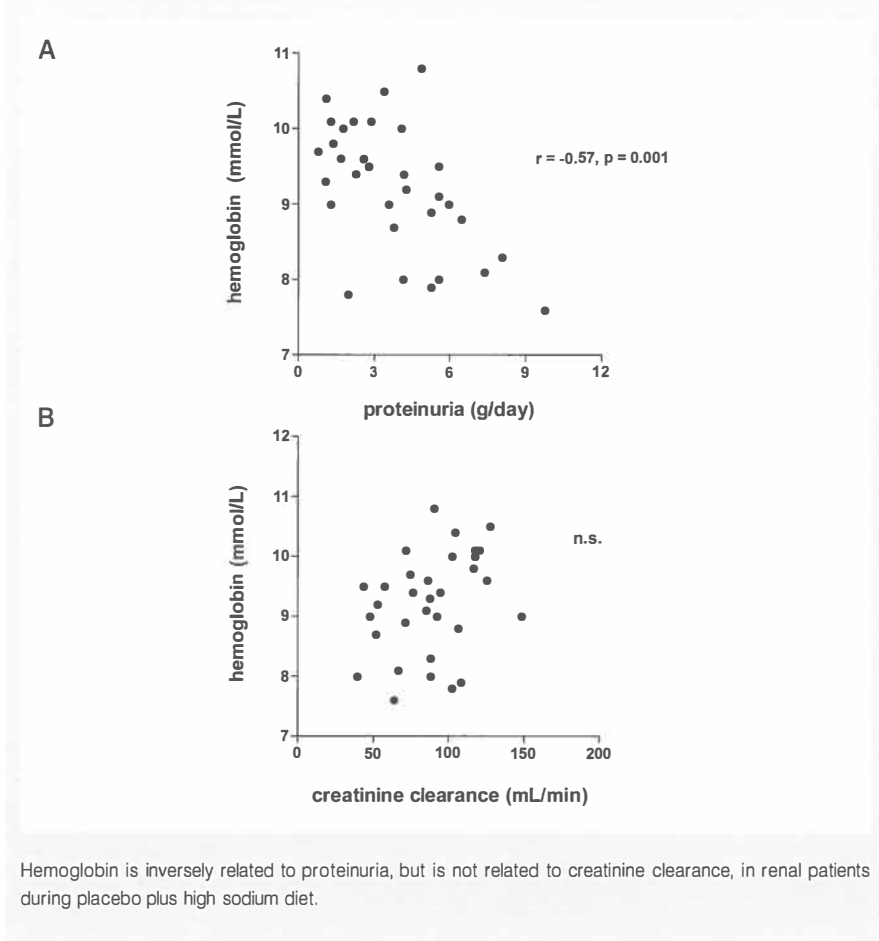 A
11
10
9
8
7
hemoglobin (mmol/L)
r = -0.57, p = 0.001
0 3 6 9 12
proteinuria (g/day)
B
12
11
10
9
8
7
hemoglobin (mmol/L)
n.s.
0 50 100 150 200
creatinine clearance (mL/min)
Hemoglobin is inversely related to proteinuria, but is not related to creatinine clearance, in renal patients
during placebo plus high sodium diet.